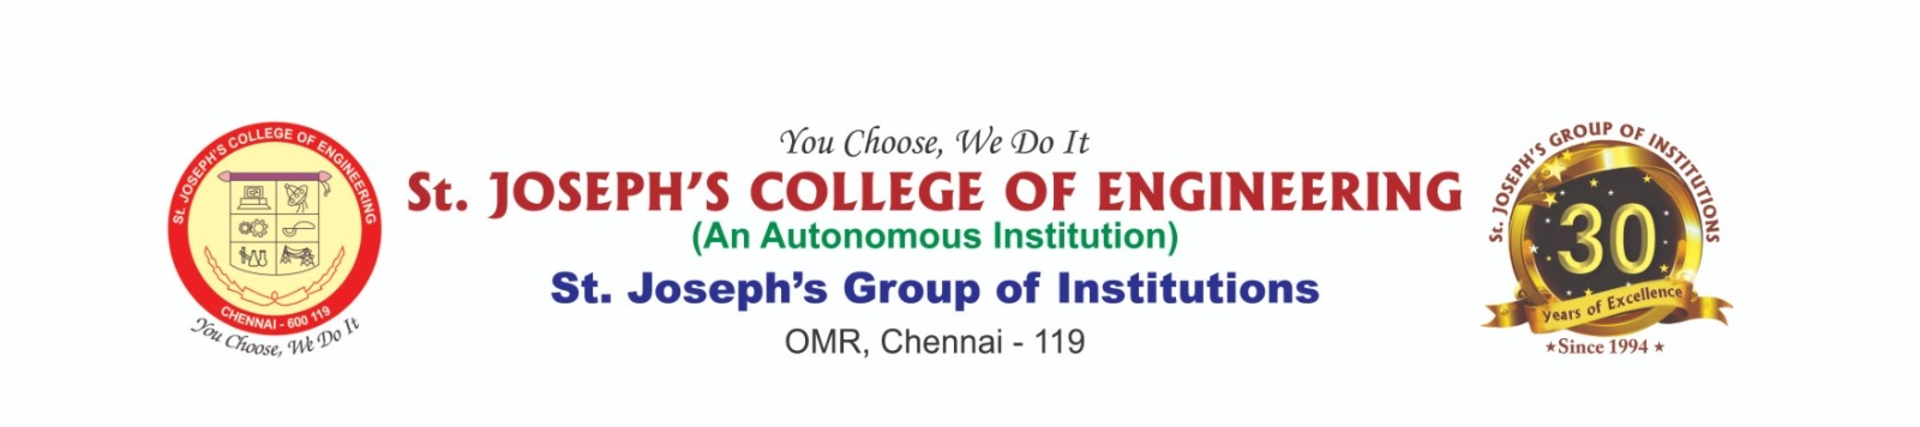 St. JOSEPH'S COLLEGE OF ENGINEERING
CHENNAI - 600 119
You Choose, We Do It
You Choose, We Do It
St. JOSEPH'S COLLEGE OF ENGINEERING
(An Autonomous Institution)
St. Joseph's Group of Institutions
OMR, Chennai - 119
St. JOSEPH'S GROUP OF INSTITUTIONS
30
Years of Excellence
★Since 1994★